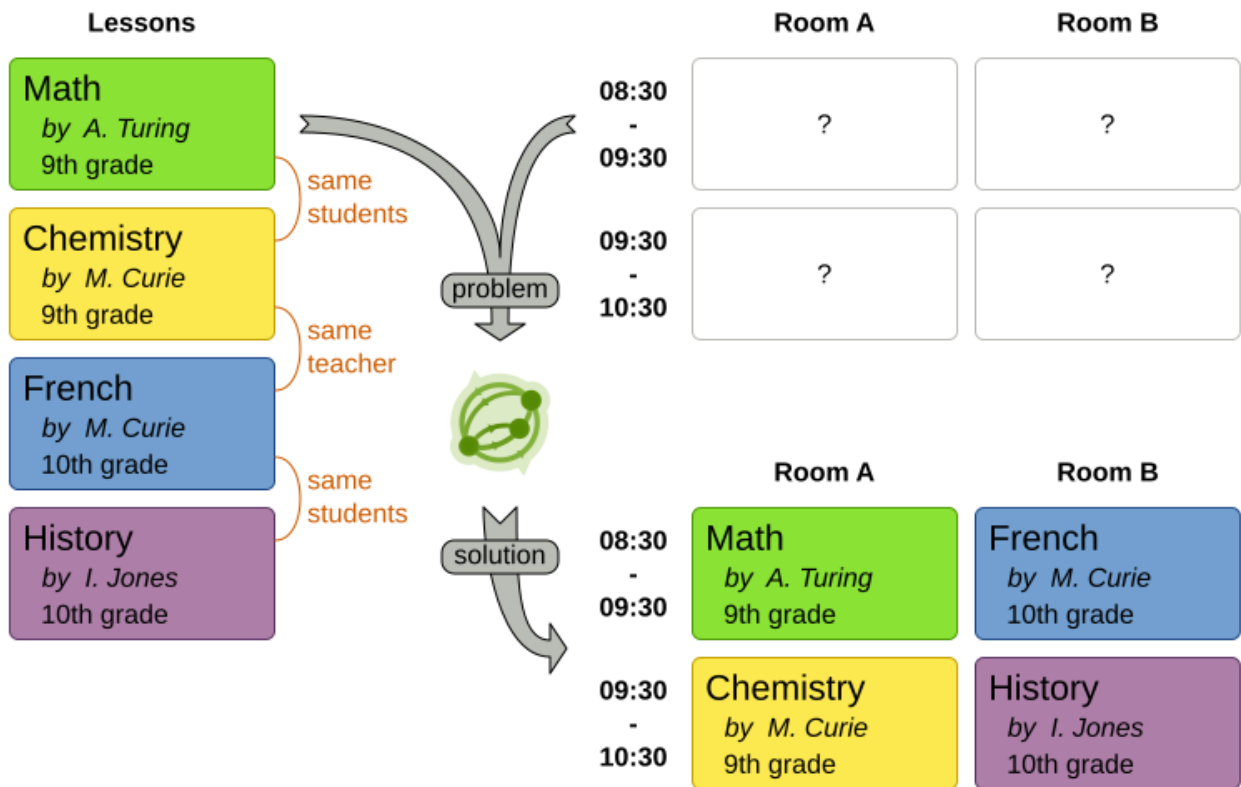 Lessons
Math
by A. Turing
9th grade
same
students
Chemistry
by M. Curie
9th grade
same
teacher
French
by M. Curie
10th grade
same
students
History
by I. Jones
10th grade
problem
solution
Room A
Room B
08:30
-
09:30
?
?
09:30
-
10:30
?
?
Room A
Room B
08:30
-
09:30
Math
by A. Turing
9th grade
French
by M. Curie
10th grade
09:30
-
10:30
Chemistry
by M. Curie
9th grade
History
by I. Jones
10th grade